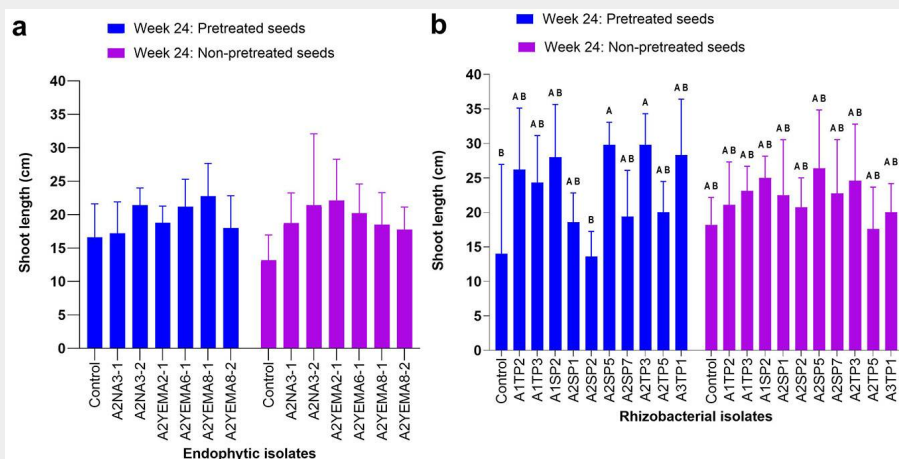 a
Week 24: Pretreated seeds
Week 24: Non-pretreated seeds
Shoot length (cm)
40
35
30
25
20
15
10
5
0
Control
A2NA3-1
A2NA3-2
A2YEMA2-1
A2YEMA6-1
A2YEMA8-1
A2YEMA8-2
Control
A2NA3-1
A2NA3-2
A2YEMA2-1
A2YEMA6-1
A2YEMA8-1
A2YEMA8-2
Endophytic isolates
b
Week 24: Pretreated seeds
Week 24: Non-pretreated seeds
Shoot length (cm)
40
35
30
25
20
15
10
5
0
B
A B
A B
A B
A B
B
A
A B
A
A B
A B
A B
A B
A B
A B
A B
A B
A B
A B
A B
A B
A B
Control
A1TP2
A1TP3
A1SP2
A2SP1
A2SP2
A2SP5
A2SP7
A2TP3
A2TP5
A3TP1
Control
A1TP2
A1TP3
A1SP2
A2SP1
A2SP2
A2SP5
A2SP7
A2TP3
A2TP5
A3TP1
Rhizobacterial isolates